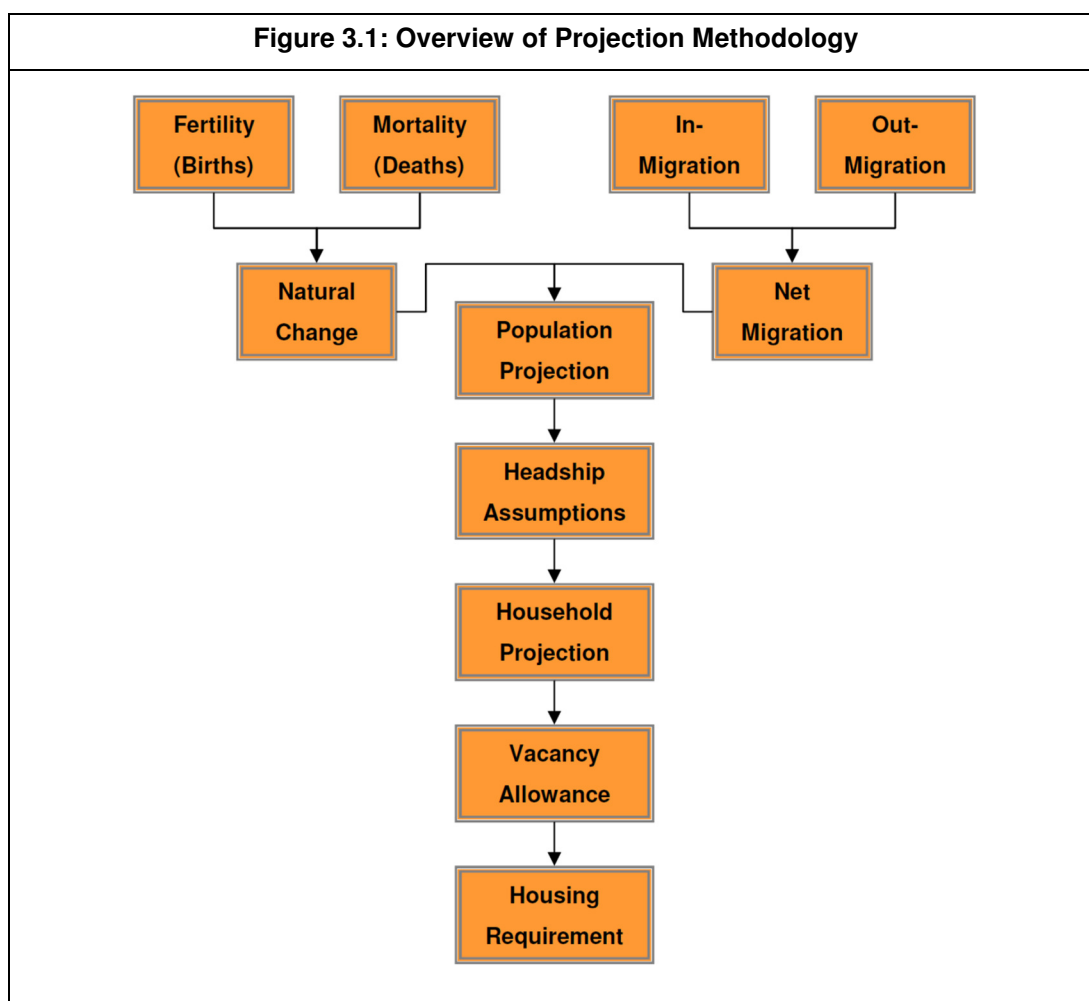 Figure 3.1: Overview of Projection Methodology
Fertility
(Births)
Mortality
(Deaths)
In-
Migration
Out-
Migration
Natural
Change
Net
Migration
Population
Projection
Headship
Assumptions
Household
Projection
Vacancy
Allowance
Housing
Requirement